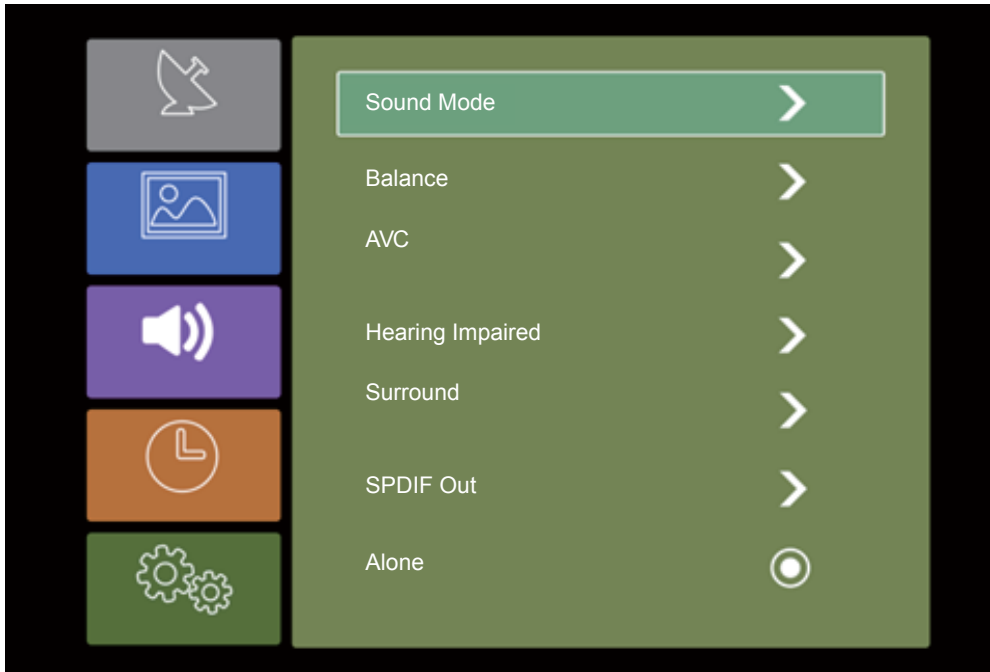 Sound Mode
Balance
AVC
Hearing Impaired
Surround
SPDIF Out
Alone